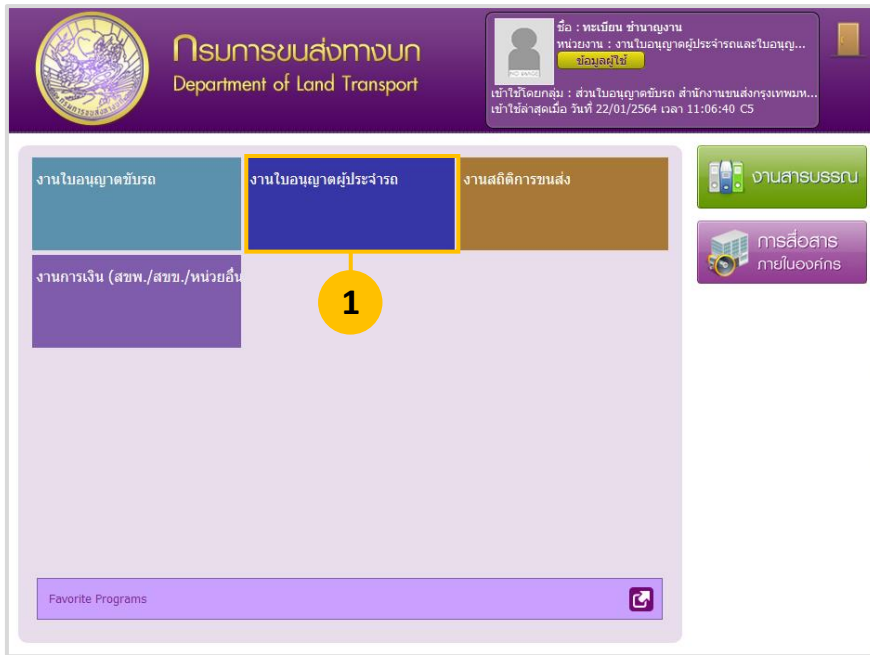 กรมการขนส่งทางบก
Department of Land Transport
ชื่อ : ทะเบียน ชำนาญงาน
หน่วยงาน : งานใบอนุญาตผู้ประจำรถและใบอนุญ...
ข้อมูลผู้ใช้
NO IMAGE
เข้าใช้โดยกลุ่ม : ส่วนใบอนุญาตขับรถ สำนักงานขนส่งกรุงเทพมห...
เข้าใช้ล่าสุดเมื่อ วันที่ 22/01/2564 เวลา 11:06:40 C5
งานใบอนุญาตขับรถ
งานใบอนุญาตผู้ประจำรถ
งานสถิติการขนส่ง
งานสารบรรณ
การสื่อสาร
ภายในองค์กร
งานการเงิน (สขพ./สขข./หน่วยอื่น
1
Favorite Programs